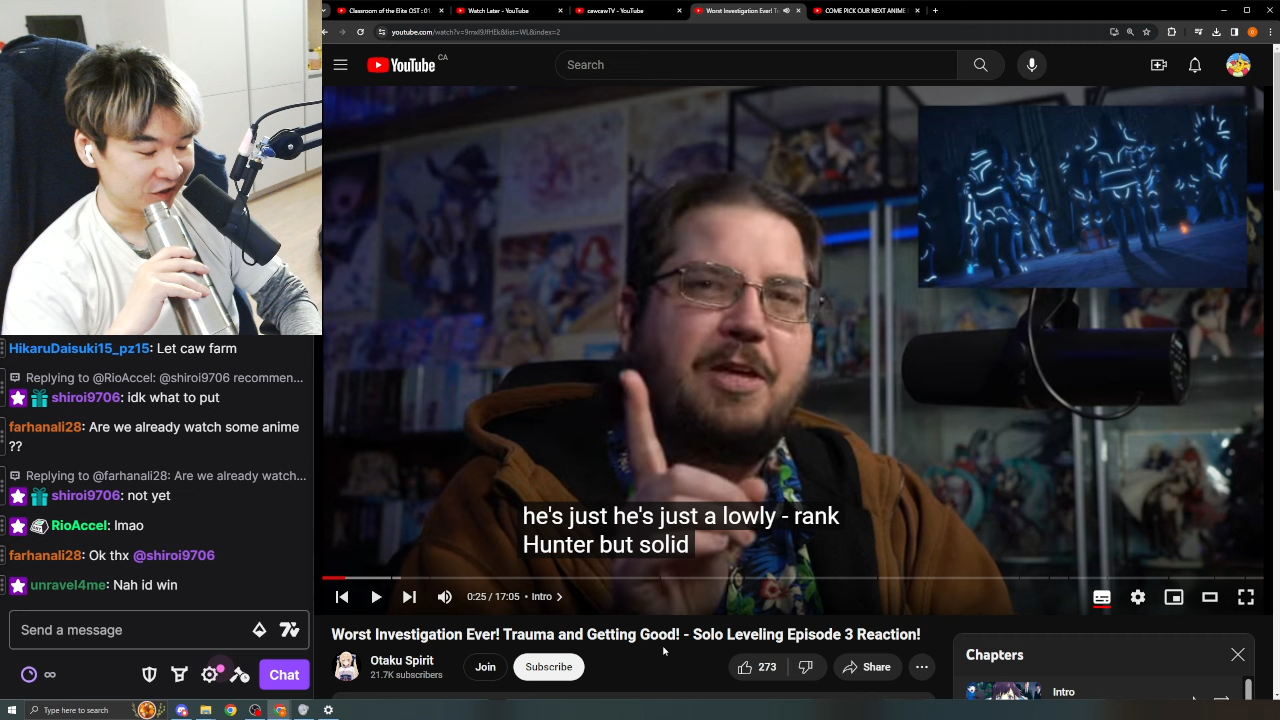 Classroom of the Elite OST : 01.
Watch Later - YouTube
cawcawTV - YouTube
Worst Investigation Ever! Tr
COME PICK OUR NEXT ANIME
youtube.com/watch?v=9mxl9JfHEk&list=WL&index=2
YouTube CA
Search
he's just he's just a lowly - rank
Hunter but solid
0:25 / 17:05 • Intro
Worst Investigation Ever! Trauma and Getting Good! - Solo Leveling Episode 3 Reaction!
Otaku Spirit
21.7K subscribers
Join
Subscribe
273
Share
Chapters
Intro
HikaruDaisuki15_pz15: Let caw farm
Replying to @RioAccel: @shiroi9706 recommen...
shiroi9706: idk what to put
farhanali28: Are we already watch some anime
??
Replying to @farhanali28: Are we already watch...
shiroi9706: not yet
RioAccel: lmao
farhanali28: Ok thx @shiroi9706
unravel4me: Nah id win
Send a message
Chat
Type here to search